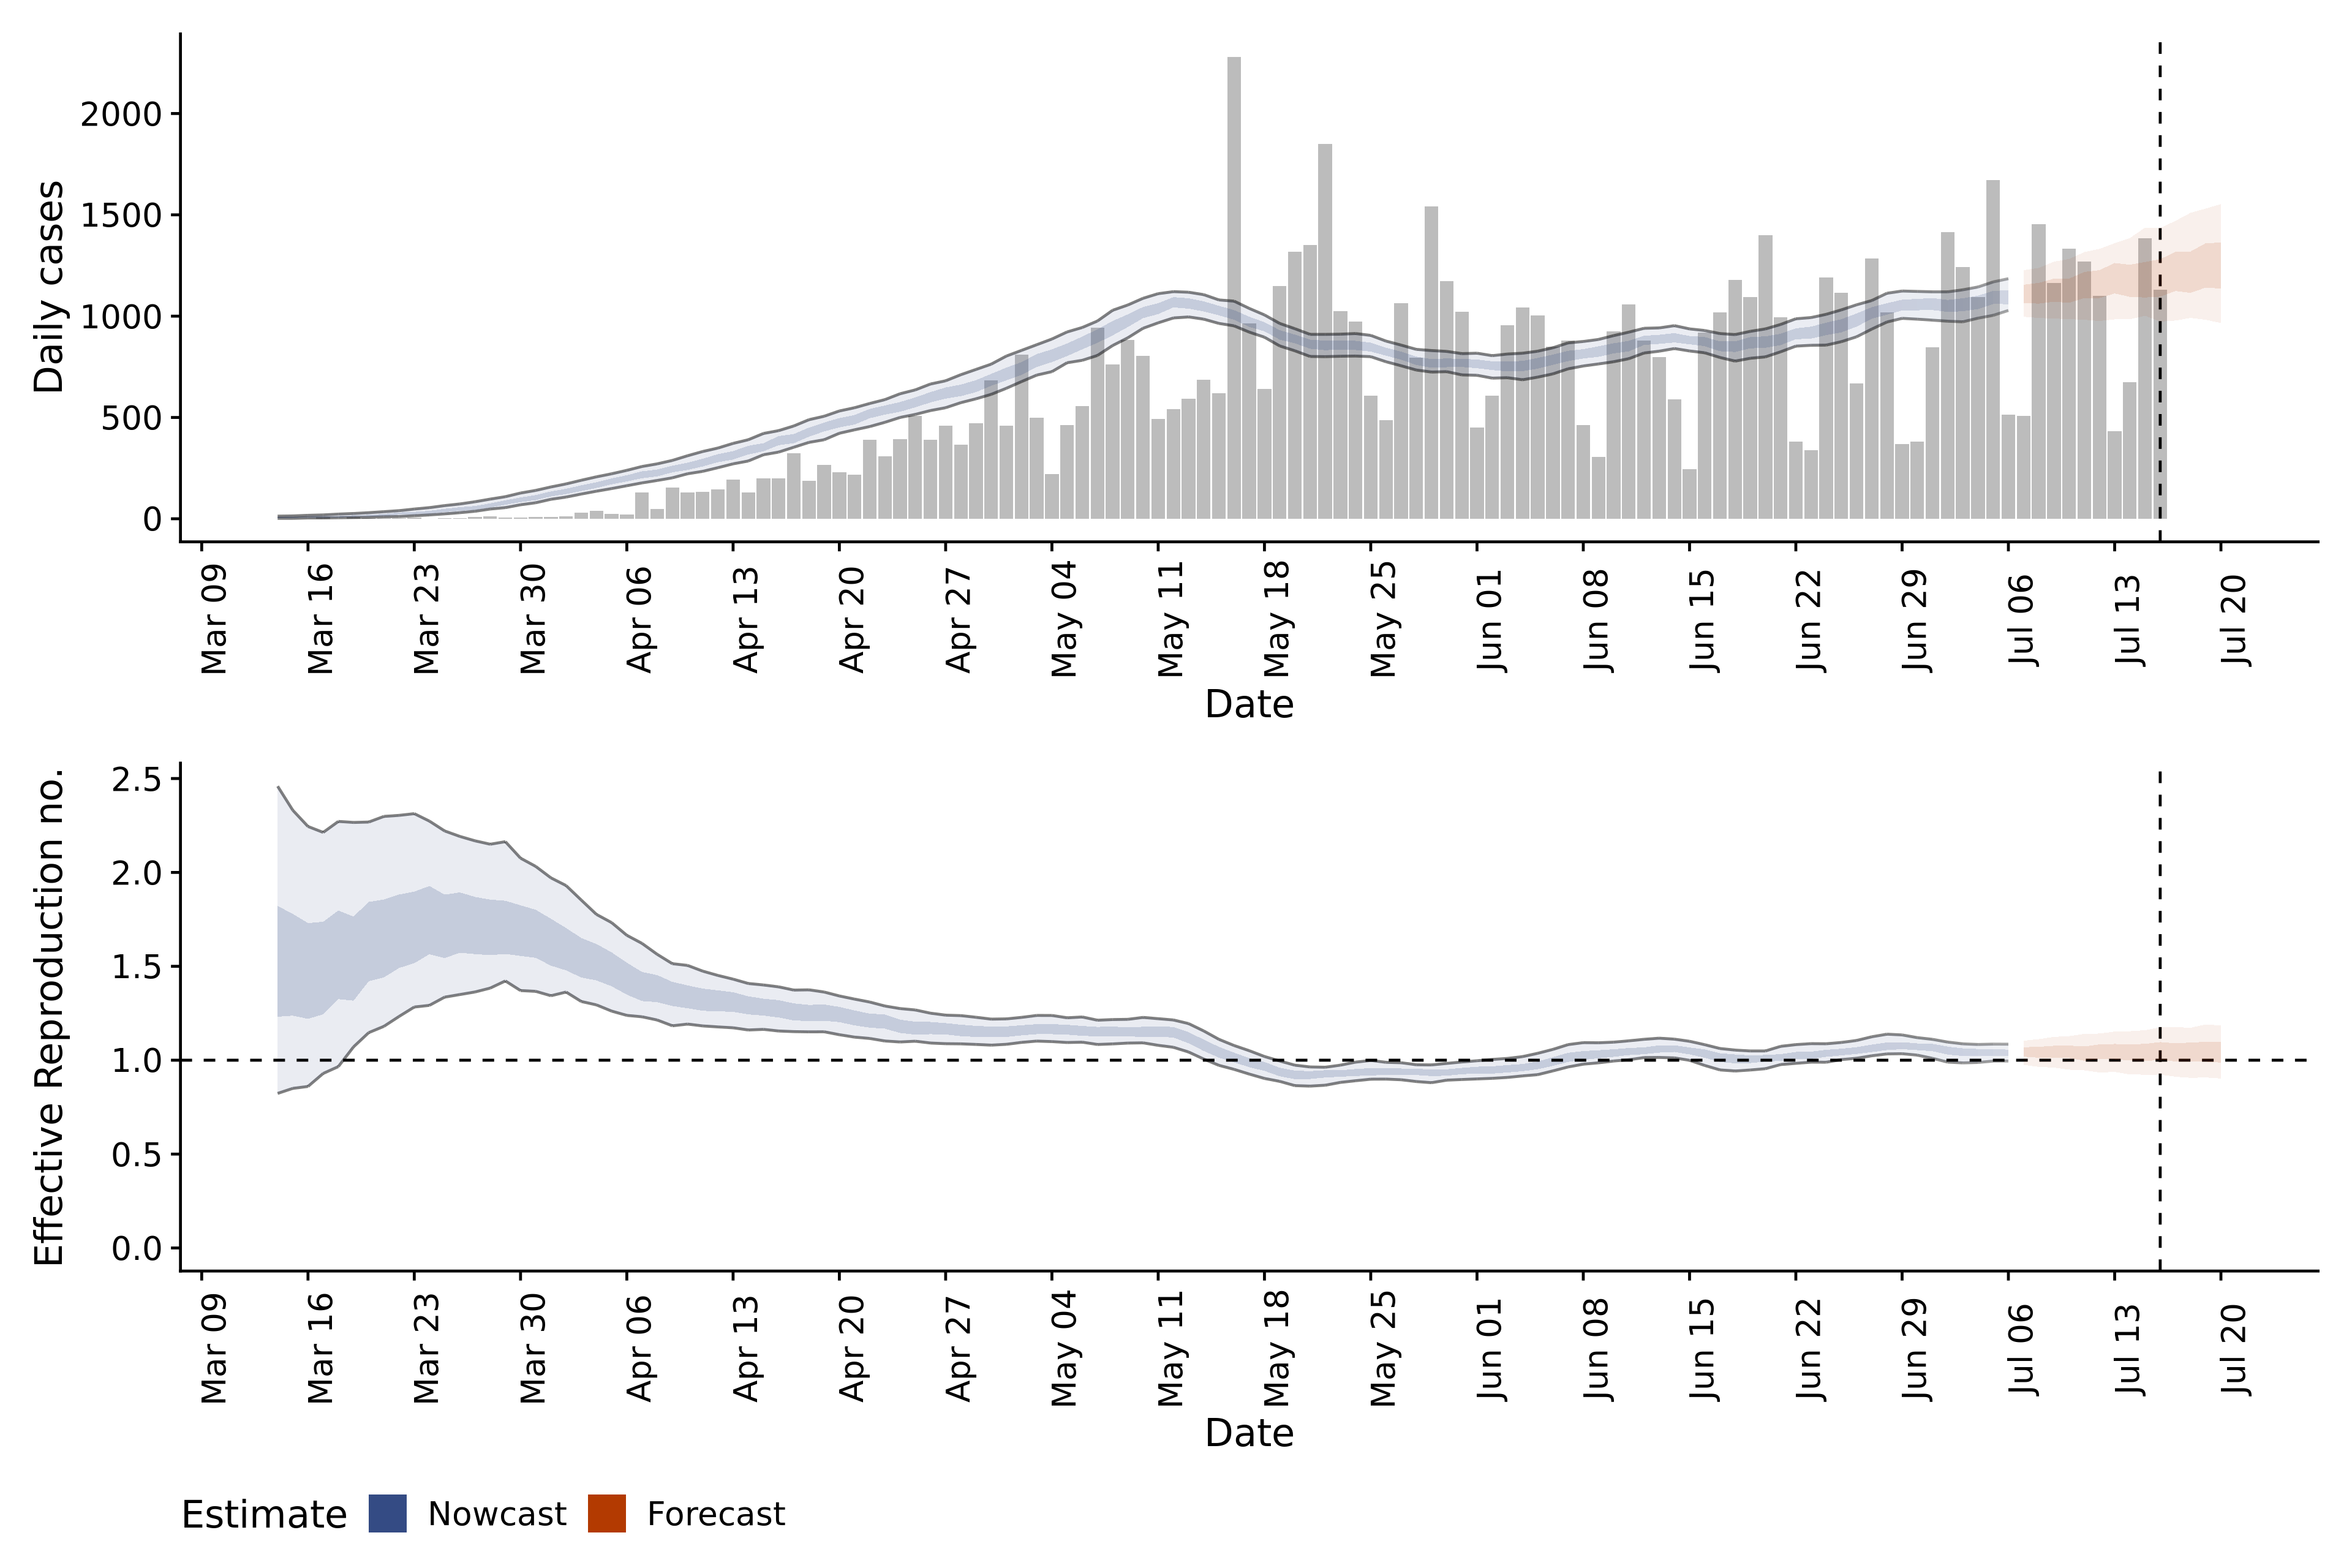 Daily cases
2000
1500
1000
500
0
Mar 09
Mar 16
Mar 23
Mar 30
Apr 06
Apr 13
Apr 20
Apr 27
May 04
May 11
May 18
May 25
Jun 01
Jun 08
Jun 15
Jun 22
Jun 29
Jul 06
Jul 13
Jul 20
Date
Effective Reproduction no.
2.5
2.0
1.5
1.0
0.5
0.0
Mar 09
Mar 16
Mar 23
Mar 30
Apr 06
Apr 13
Apr 20
Apr 27
May 04
May 11
May 18
May 25
Jun 01
Jun 08
Jun 15
Jun 22
Jun 29
Jul 06
Jul 13
Jul 20
Date
Estimate Nowcast Forecast